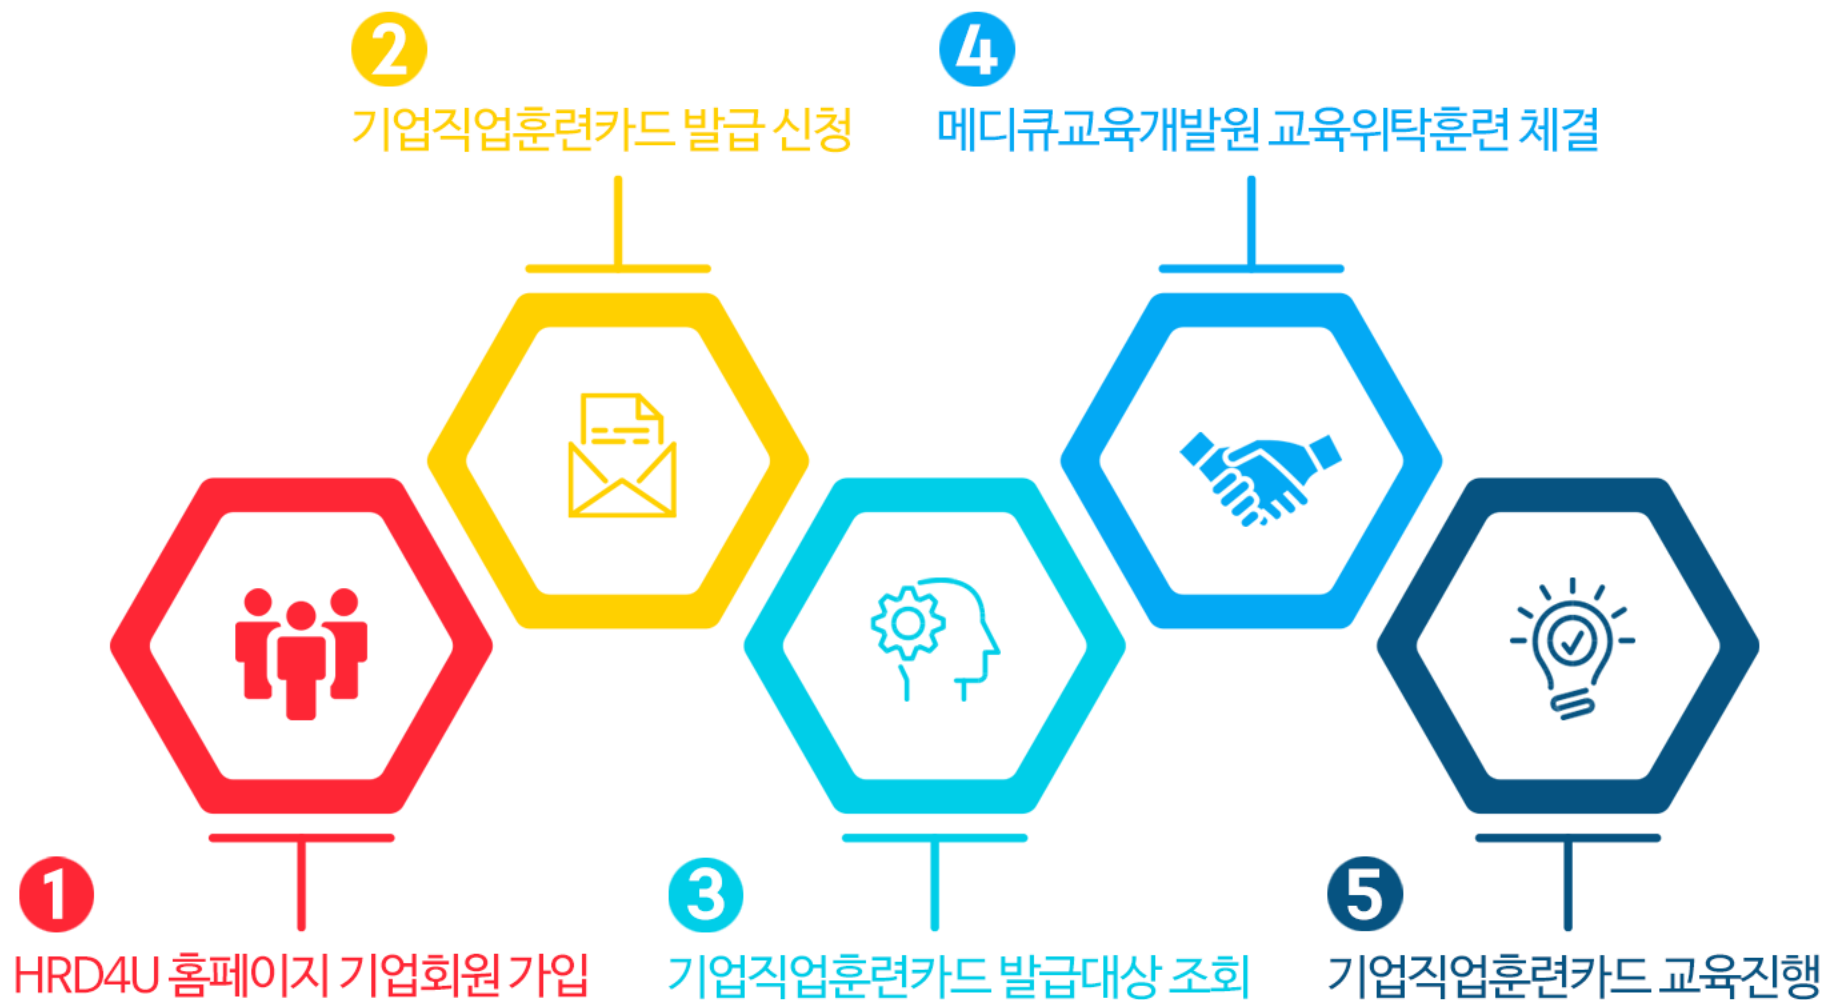 1
HRD4U 홈페이지 기업회원 가입
2
기업직업훈련카드 발급 신청
3
기업직업훈련카드 발급대상 조회
4
메디큐교육개발원 교육위탁훈련 체결
5
기업직업훈련카드 교육진행